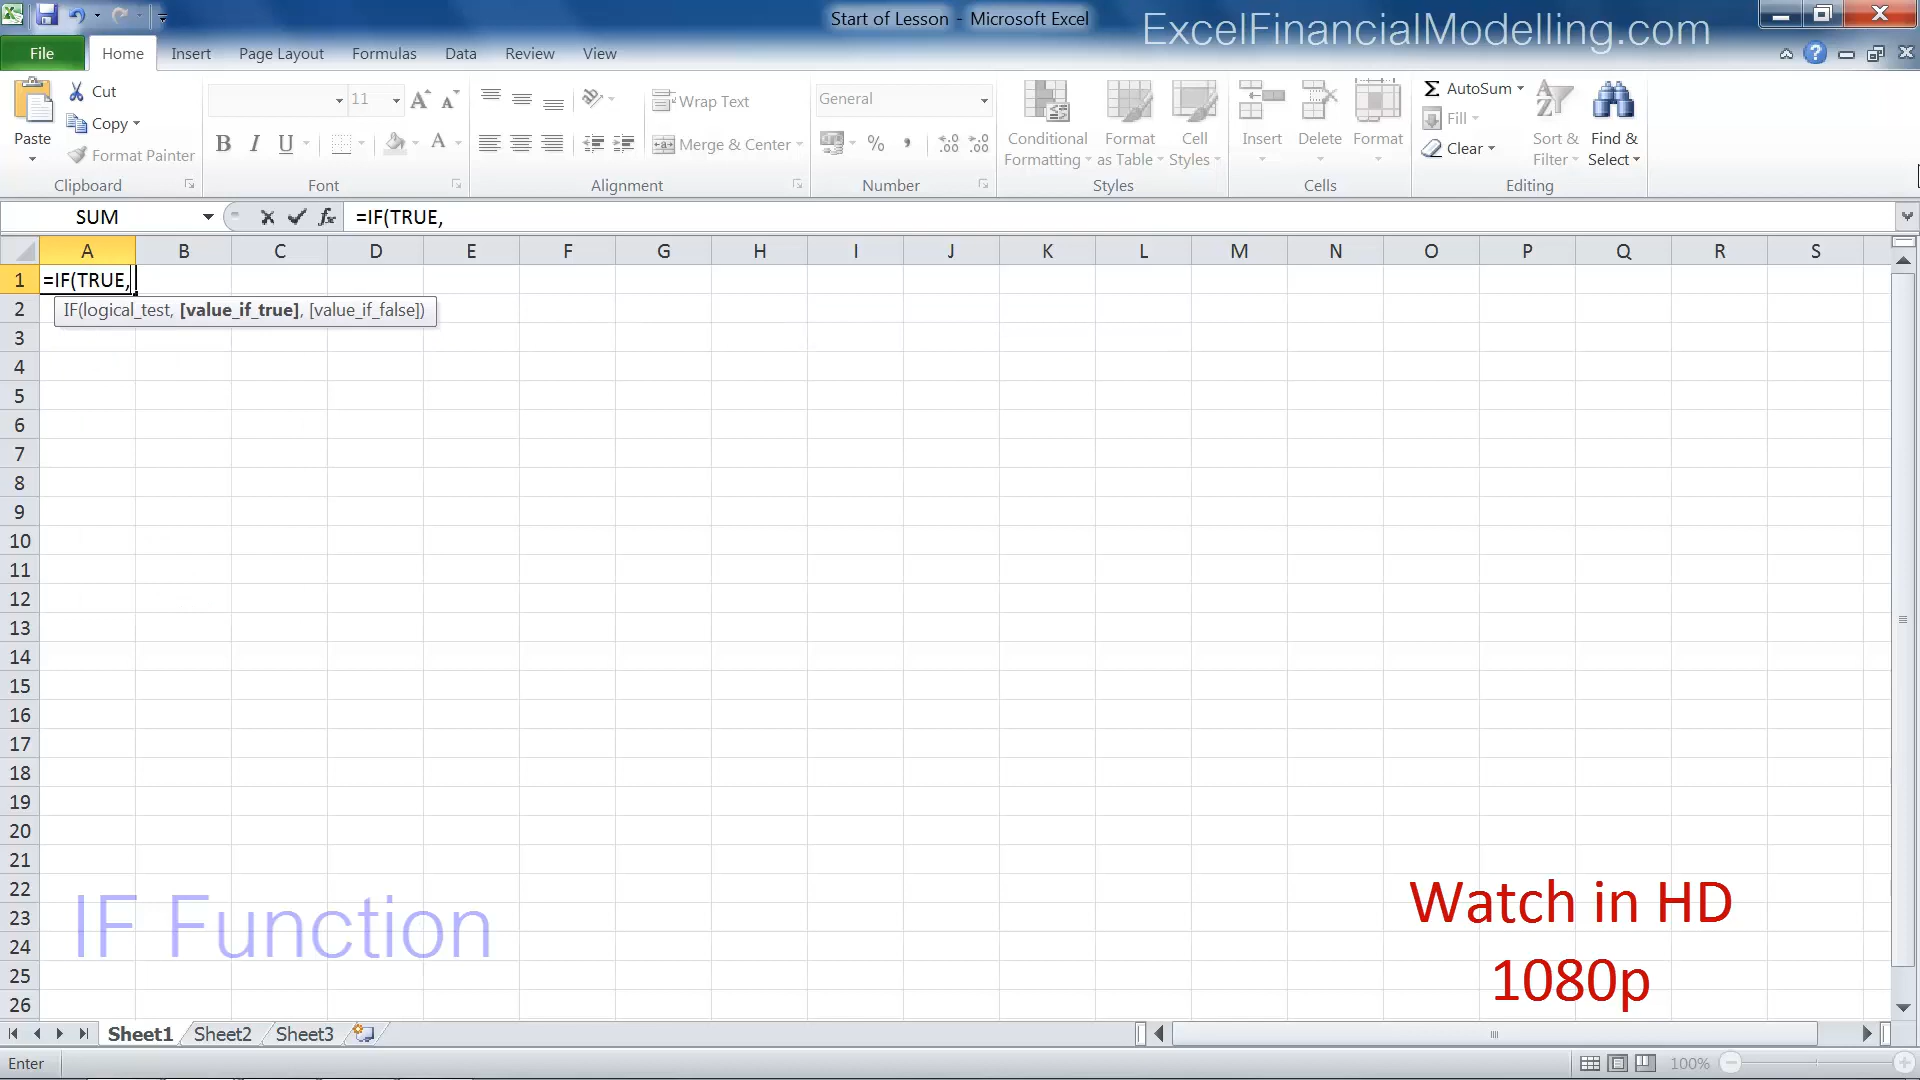 Start of Lesson - Microsoft Excel
ExcelFinancialModelling.com
File Home Insert Page Layout Formulas Data Review View
Paste
Cut
Copy
Format Painter
Clipboard
11
B I U
A
Font
Wrap Text
Merge & Center
Alignment
General
%
Number
Conditional Formatting
Format as Table
Cell Styles
Styles
Insert
Delete
Format
Cells
AutoSum
Fill
Clear
Sort & Filter
Find & Select
Editing
SUM
fx
=IF(TRUE,
A B C D E F G H I J K L M N O P Q R S
1 =IF(TRUE,
IF(logical_test, [value_if_true], [value_if_false])
2
3
4
5
6
7
8
9
10
11
12
13
14
15
16
17
18
19
20
21
22
23
24
25
26
IF Function
Watch in HD
1080p
Sheet1 Sheet2 Sheet3
Enter
100%